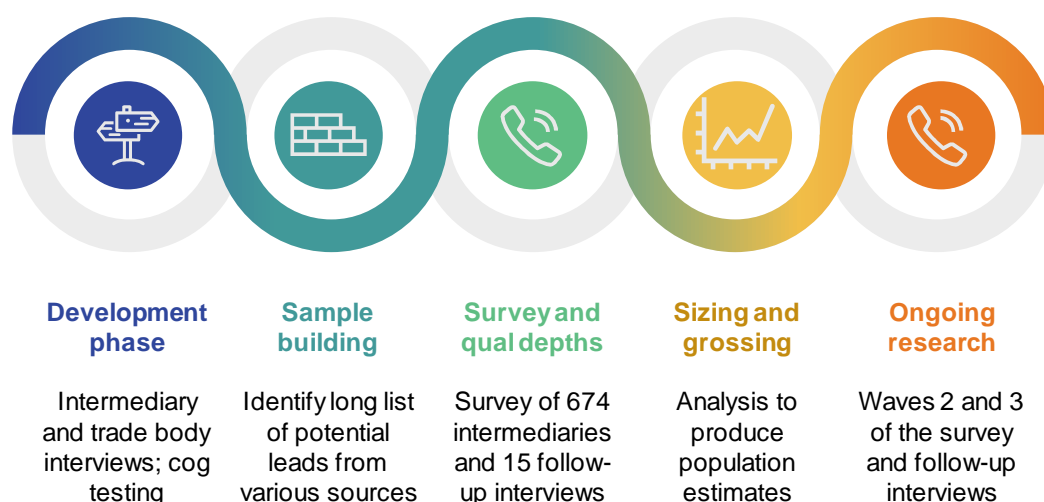 Development
phase
Intermediary
and trade body
interviews; cog
testing
Sample
building
Identify long list
of potential
leads from
various sources
Survey and
qual depths
Survey of 674
intermediaries
and 15 follow-
up interviews
Sizing and
grossing
Analysis to
produce
population
estimates
Ongoing
research
Waves 2 and 3
of the survey
and follow-up
interviews